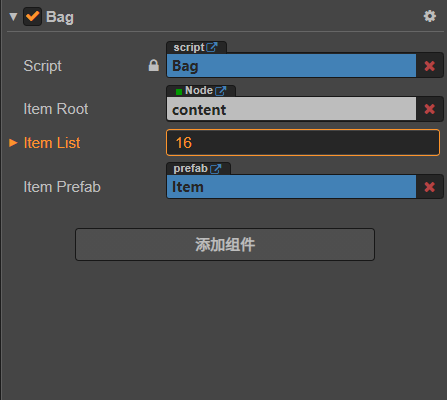 Bag
script
Script Bag
Node
Item Root content
Item List 16
prefab
Item Prefab Item
添加组件